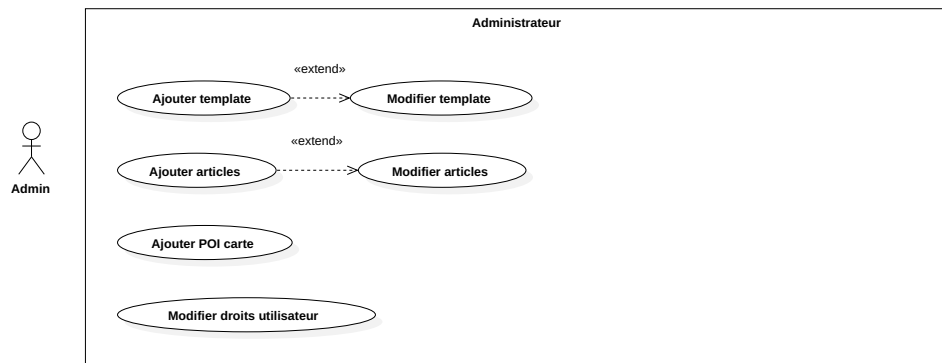 Administrateur
«extend»
Ajouter template
Modifier template
«extend»
Ajouter articles
Modifier articles
Admin
Ajouter POI carte
Modifier droits utilisateur